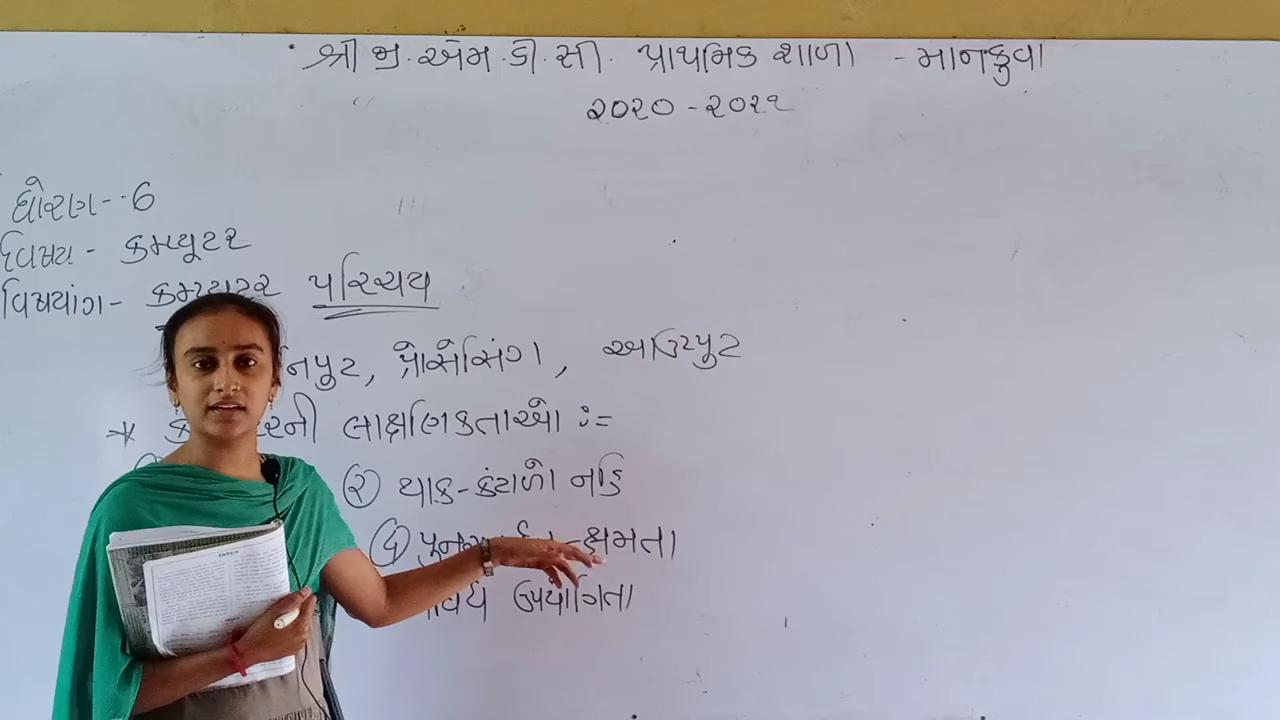 શ્રી જી.એમ.ડી.સી. પ્રાથમિક શાળા - માનકુવા
૨૦૨૦ - ૨૦૨૧
ધોરણ - 6
વિષય - કમ્પ્યૂટર
વિષયાંગ - કમ્પ્યુટર પરિચય
નપુટ, પ્રોસેસિંગ, આઉટપુટ
* લાક્ષણિકતાઓ :=
૨ થાક-કંટાળો નહિ
ક્ષમતા
ઉપયોગિતા